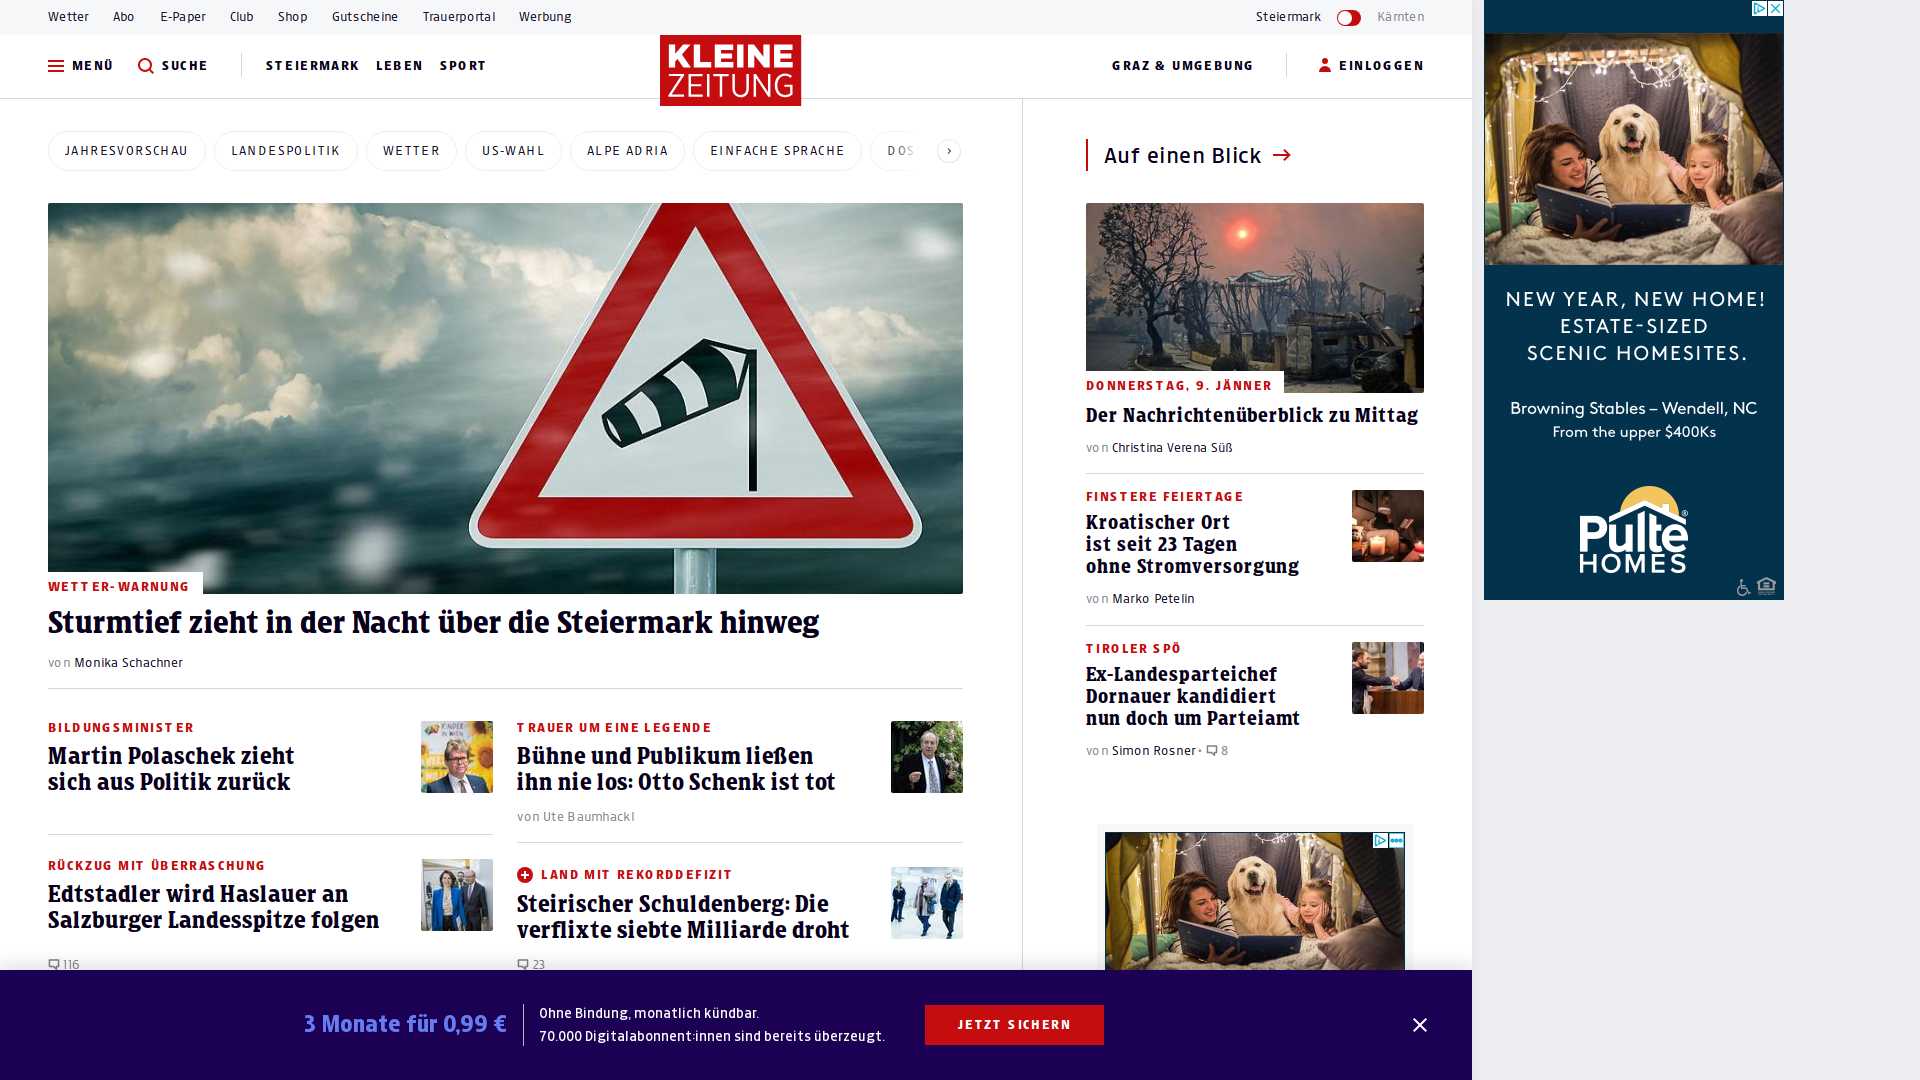 Wetter Abo E-Paper Club Shop Gutscheine Trauerportal Werbung
Steiermark Kärnten
MENÜ SUCHE STEIERMARK LEBEN SPORT
KLEINE
ZEITUNG
GRAZ & UMGEBUNG EINLOGGEN
JAHRESVORSCHAU LANDESPOLITIK WETTER US-WAHL ALPE ADRIA EINFACHE SPRACHE DOS
WETTER-WARNUNG
Sturmtief zieht in der Nacht über die Steiermark hinweg
von Monika Schachner
BILDUNGSMINISTER
Martin Polaschek zieht
sich aus Politik zurück
TRAUER UM EINE LEGENDE
Bühne und Publikum ließen
ihn nie los: Otto Schenk ist tot
von Ute Baumhackl
RÜCKZUG MIT ÜBERRASCHUNG
Edtstadler wird Haslauer an
Salzburger Landesspitze folgen
116
LAND MIT REKORDDEFIZIT
Steirischer Schuldenberg: Die
verflixte siebte Milliarde droht
23
Auf einen Blick
DONNERSTAG, 9. JÄNNER
Der Nachrichtenüberblick zu Mittag
von Christina Verena Süß
FINSTERE FEIERTAGE
Kroatischer Ort
ist seit 23 Tagen
ohne Stromversorgung
von Marko Petelin
TIROLER SPÖ
Ex-Landesparteichef
Dornauer kandidiert
nun doch um Parteiamt
von Simon Rosner · 8
NEW YEAR, NEW HOME!
ESTATE-SIZED
SCENIC HOMESITES.
Browning Stables – Wendell, NC
From the upper $400Ks
Pulte®
HOMES
3 Monate für 0,99 €
Ohne Bindung, monatlich kündbar.
70.000 Digitalabonnent:innen sind bereits überzeugt.
JETZT SICHERN